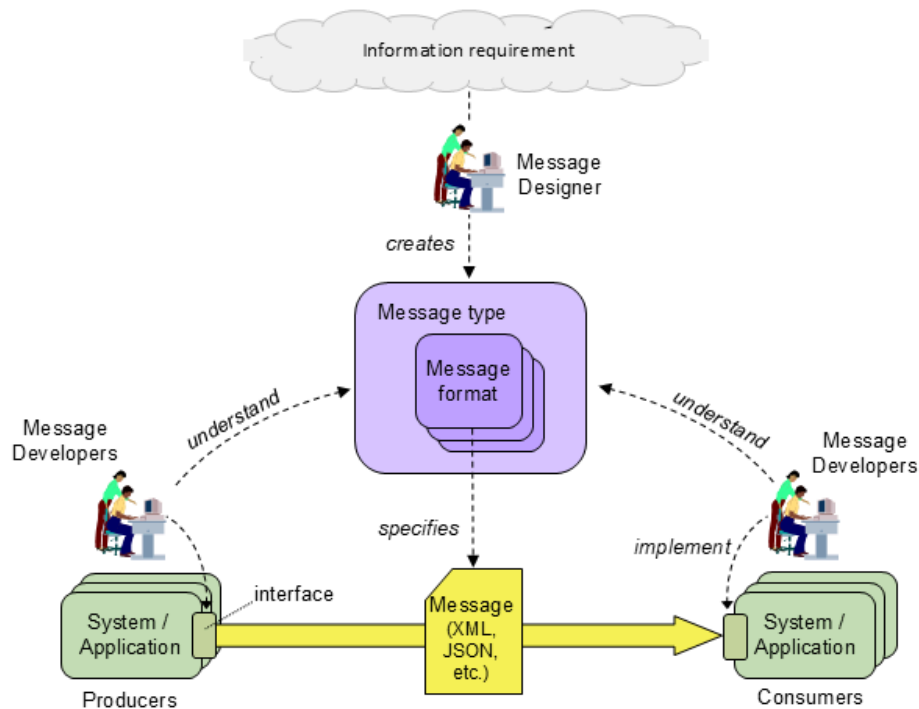 Information requirement
Message
Designer
creates
Message type
Message
format
understand
understand
Message
Developers
Message
Developers
specifies
implement
interface
System /
Application
Message
(XML,
JSON,
etc.)
System /
Application
Producers
Consumers